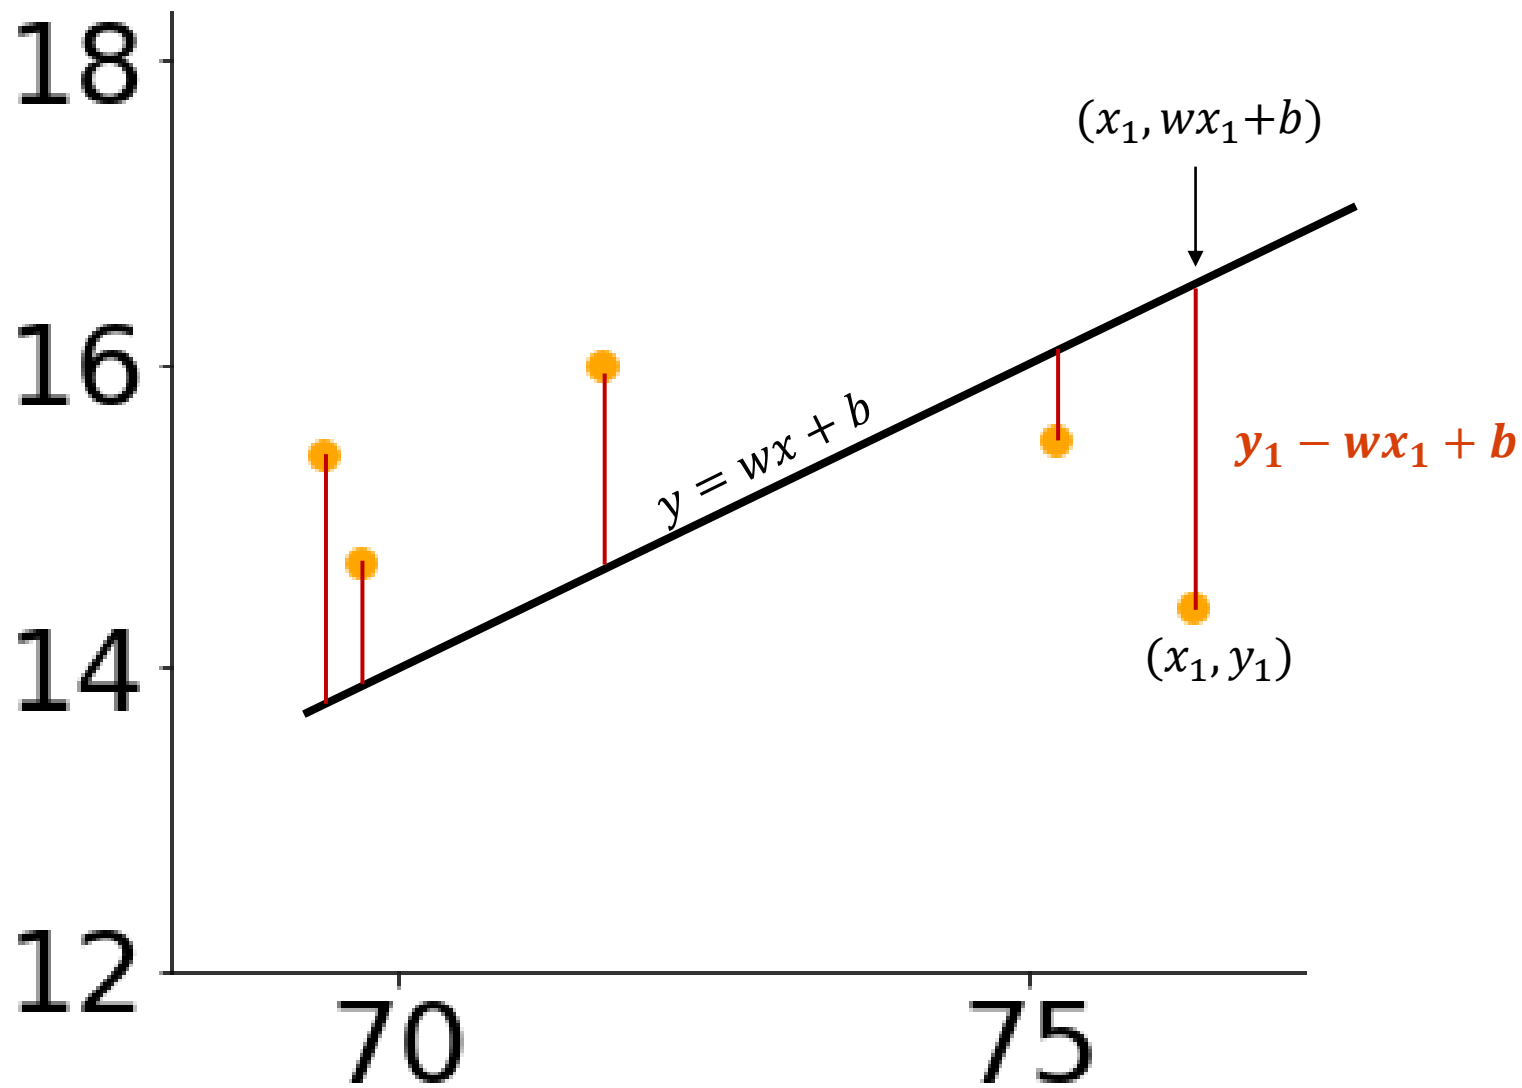 18
(x₁, wx₁+b)
16
y = wx + b
y₁ − wx₁ + b
14
(x₁, y₁)
12
70
75